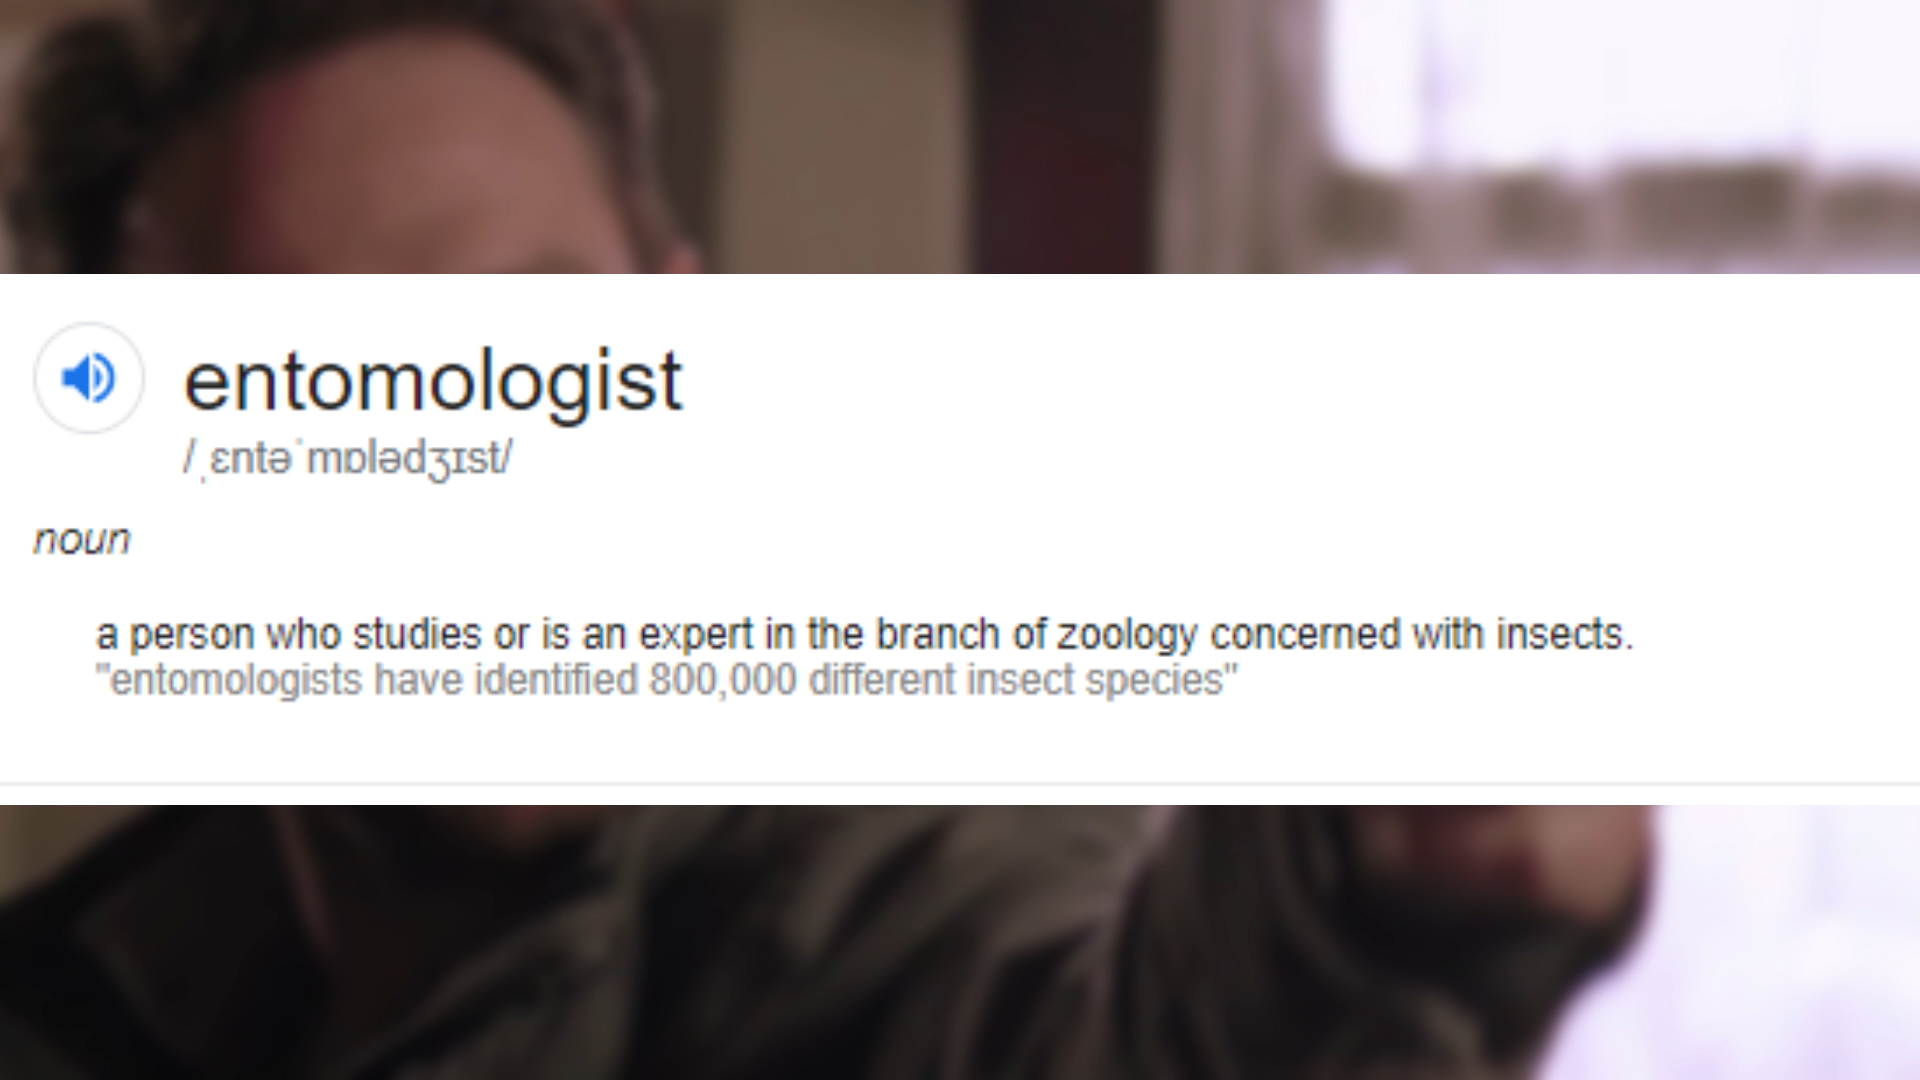 entomologist
/ˌɛntəˈmɒlədʒɪst/
noun
a person who studies or is an expert in the branch of zoology concerned with insects.
"entomologists have identified 800,000 different insect species"